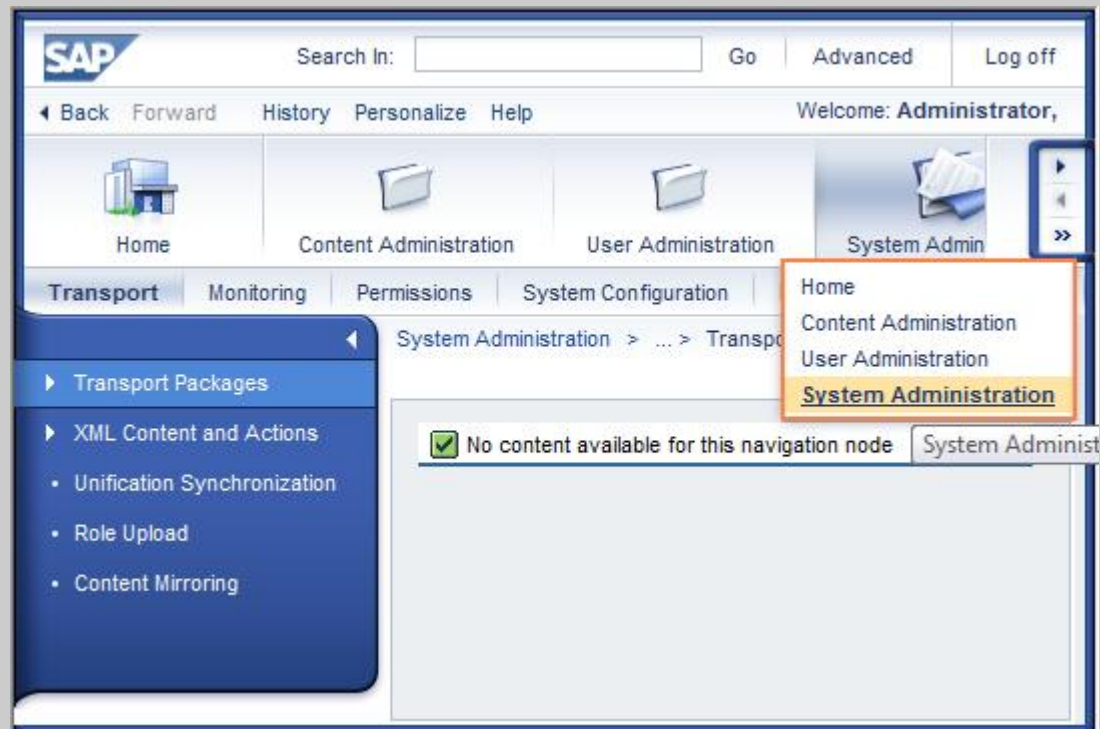 SAP Search In: Go Advanced Log off
Back Forward History Personalize Help Welcome: Administrator,
Home Content Administration User Administration System Admin
Transport Monitoring Permissions System Configuration
Home
Content Administration
User Administration
System Administration
System Administration > ... > Transpo
Transport Packages
XML Content and Actions
Unification Synchronization
Role Upload
Content Mirroring
No content available for this navigation node
System Administ